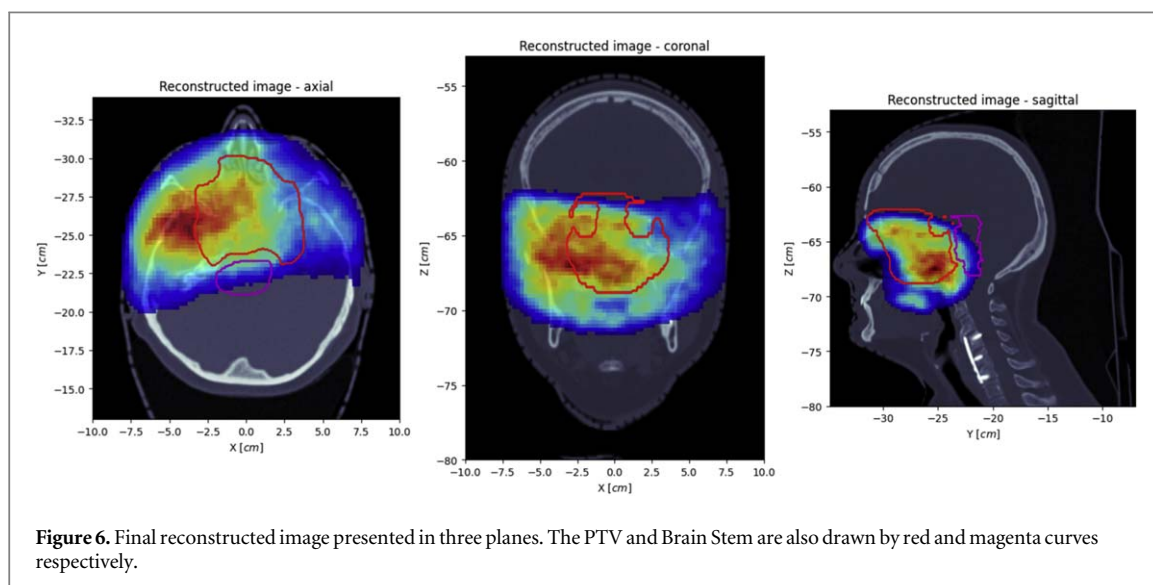 Reconstructed image - axial
−32.5
−30.0
−27.5
−25.0
−22.5
−20.0
−17.5
−15.0
Y [cm]
−10.0 −7.5 −5.0 −2.5 0.0 2.5 5.0 7.5 10.0
X [cm]
Reconstructed image - coronal
−55
−60
−65
−70
−75
−80
Z [cm]
−10.0 −7.5 −5.0 −2.5 0.0 2.5 5.0 7.5 10.0
X [cm]
Reconstructed image - sagittal
−55
−60
−65
−70
−75
−80
Z [cm]
−30 −25 −20 −15 −10
Y [cm]
Figure 6. Final reconstructed image presented in three planes. The PTV and Brain Stem are also drawn by red and magenta curves
respectively.